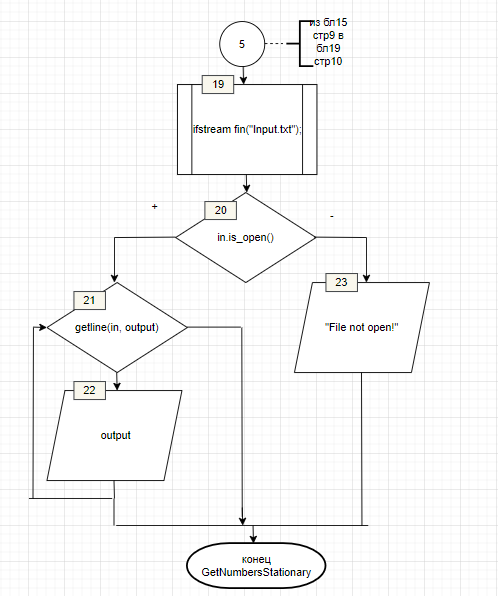 из бл15
стр9 в
бл19
стр10
5
19
ifstream fin("Input.txt");
20
+
-
in.is_open()
21
23
getline(in, output)
"File not open!"
22
output
конец
GetNumbersStationary